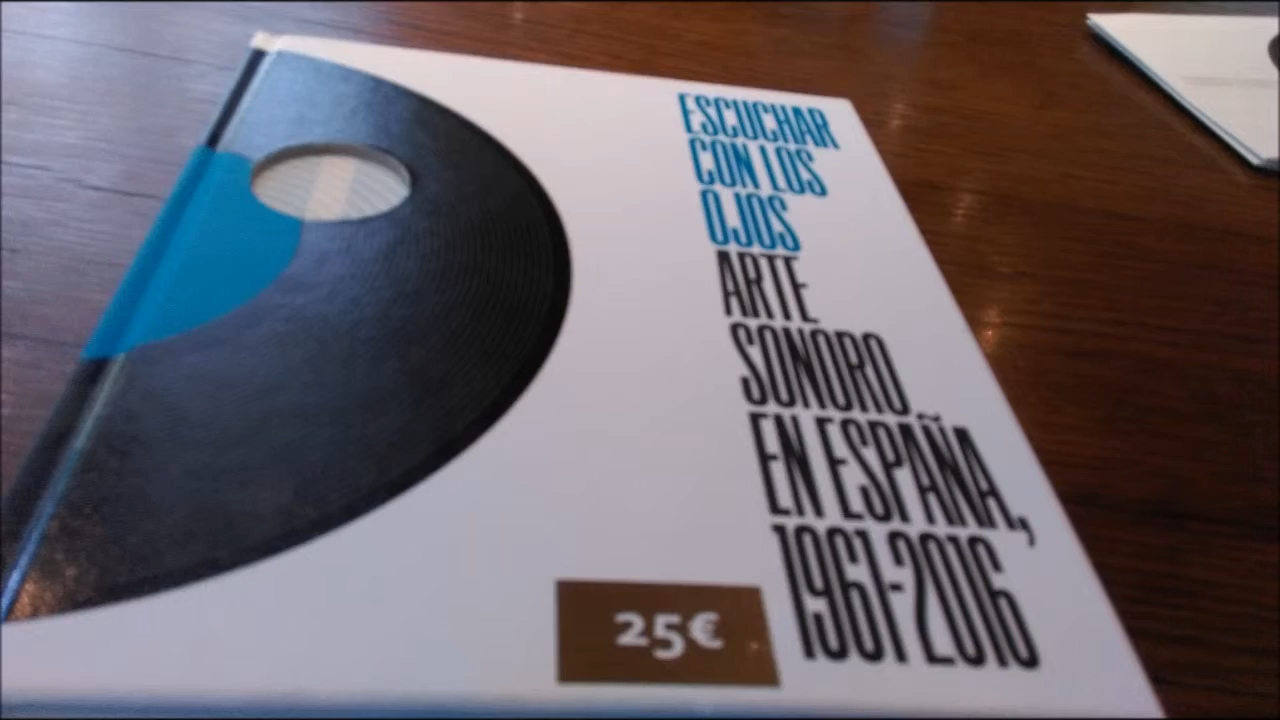 ESCUCHAR
CON LOS
OJOS
ARTE
SONORO
EN ESPAÑA,
1961-2016
25€